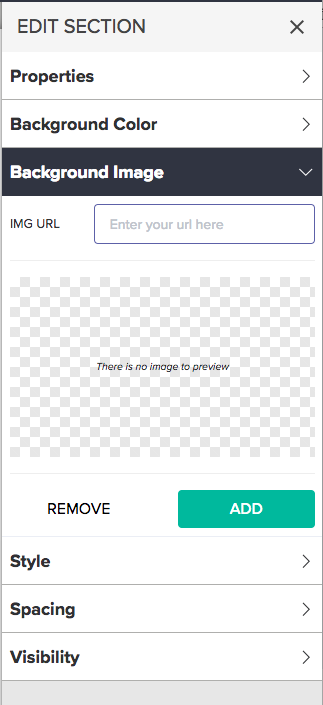 EDIT SECTION
Properties
Background Color
Background Image
IMG URL
Enter your url here
There is no image to preview
REMOVE
ADD
Style
Spacing
Visibility